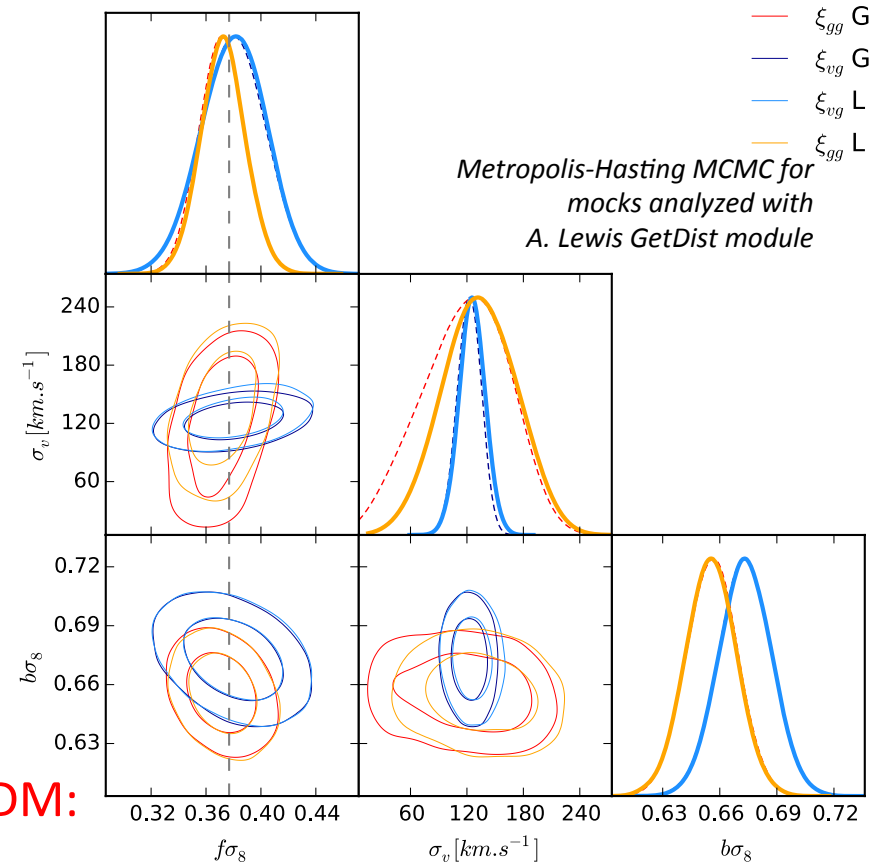 ξgg G
ξvg G
ξvg L
ξgg L
Metropolis-Hasting MCMC for
mocks analyzed with
A. Lewis GetDist module
240
180
120
60
σv [km.s−1]
0.72
0.69
0.66
0.63
bσ8
OM:
0.32 0.36 0.40 0.44
60 120 180 240
0.63 0.66 0.69 0.72
fσ8
σv [km.s−1]
bσ8